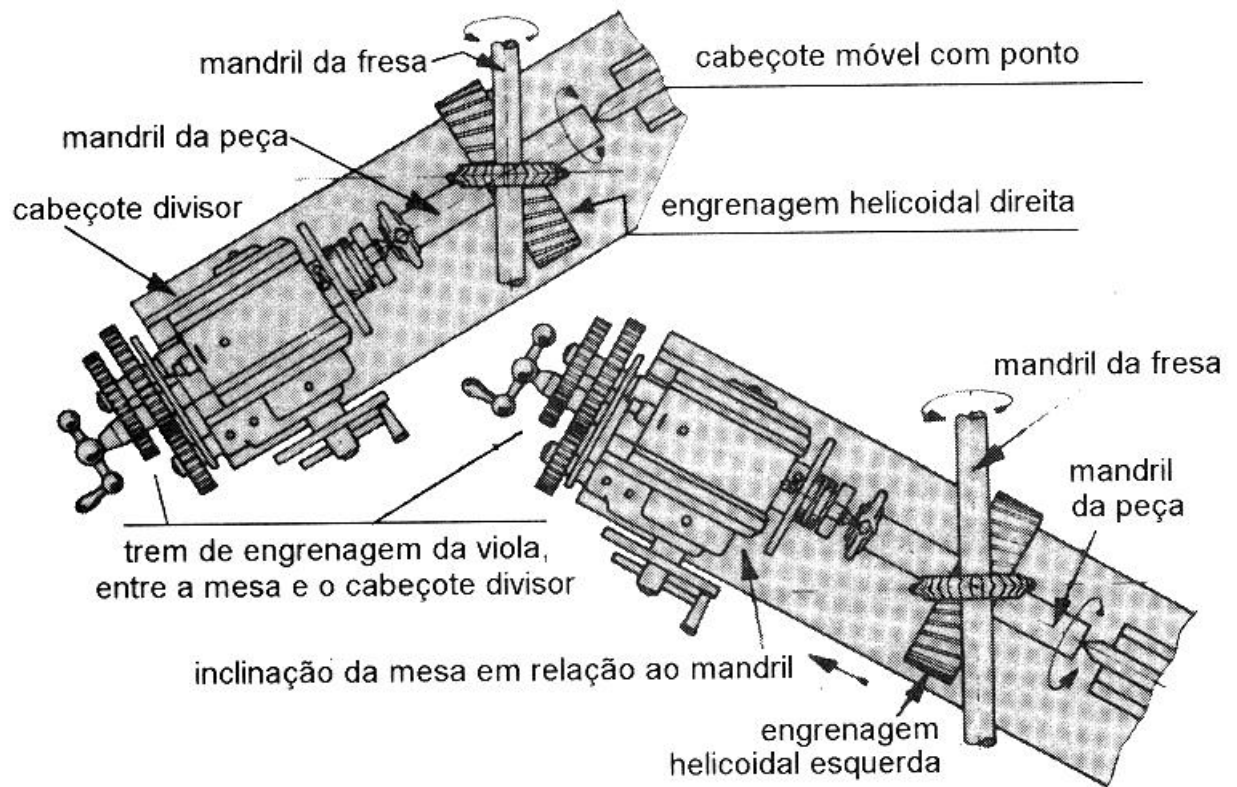 mandril da fresa
cabeçote móvel com ponto
mandril da peça
cabeçote divisor
engrenagem helicoidal direita
mandril da fresa
mandril
da peça
trem de engrenagem da viola,
entre a mesa e o cabeçote divisor
inclinação da mesa em relação ao mandril
engrenagem
helicoidal esquerda